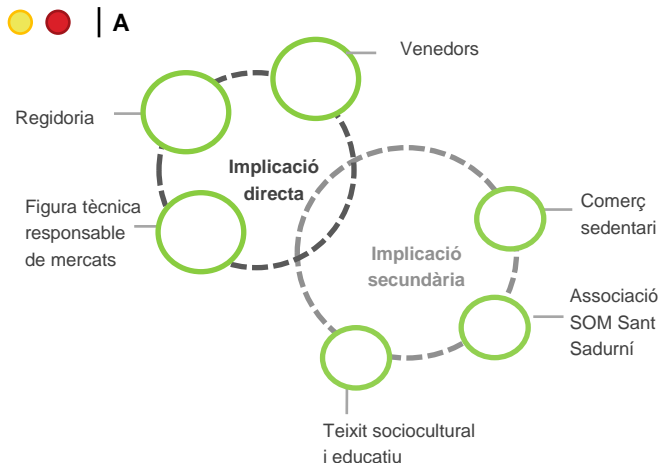 | A
Venedors
Regidoria
Implicació
directa
Figura tècnica
responsable
de mercats
Comerç
sedentari
Implicació
secundària
Associació
SOM Sant
Sadurní
Teixit sociocultural
i educatiu